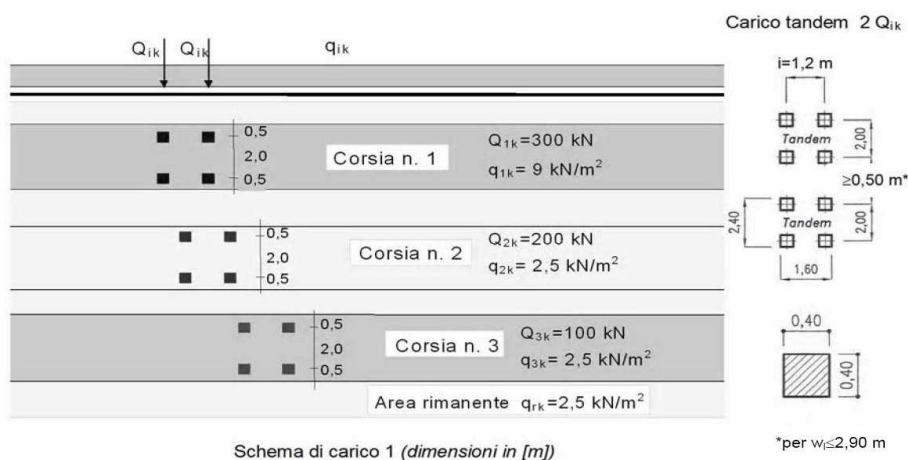 Q_ik Q_ik q_ik
0,5
2,0
0,5
Corsia n. 1
Q_1k=300 kN
q_1k= 9 kN/m²
0,5
2,0
0,5
Corsia n. 2
Q_2k=200 kN
q_2k= 2,5 kN/m²
0,5
2,0
0,5
Corsia n. 3
Q_3k=100 kN
q_3k= 2,5 kN/m²
Area rimanente q_rk=2,5 kN/m²
Schema di carico 1 (dimensioni in [m])
Carico tandem 2 Q_ik
i=1,2 m
Tandem
2,00
≥0,50 m*
2,40
Tandem
2,00
1,60
0,40
0,40
*per w_l≤2,90 m